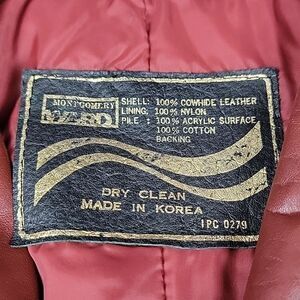 MONTGOMERY
WARD
SHELL: 100% COWHIDE LEATHER
LINING: 100% NYLON
PILE : 100% ACRYLIC SURFACE
100% COTTON
BACKING
DRY CLEAN
MADE IN KOREA
IPC 0279